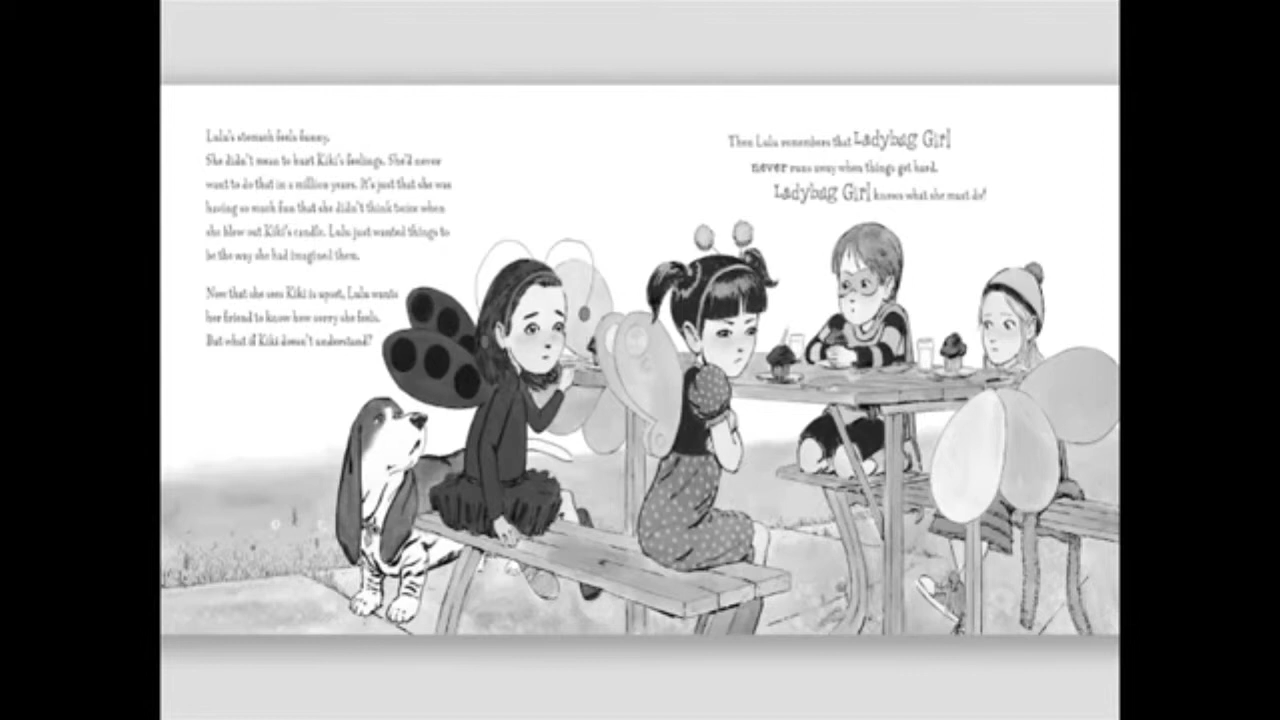 Lulu's stomach feels funny.
She didn't mean to hurt Kiki's feelings. She'd never
want to do that in a million years. It's just that she was
having so much fun that she didn't think twice when
she blew out Kiki's candle. Lulu just wanted things to
be the way she had imagined them.
Now that she sees Kiki is upset, Lulu wants
her friend to know how sorry she feels.
But what if Kiki doesn't understand?
Then Lulu remembers that Ladybug Girl
never runs away when things get hard.
Ladybug Girl knows what she must do!